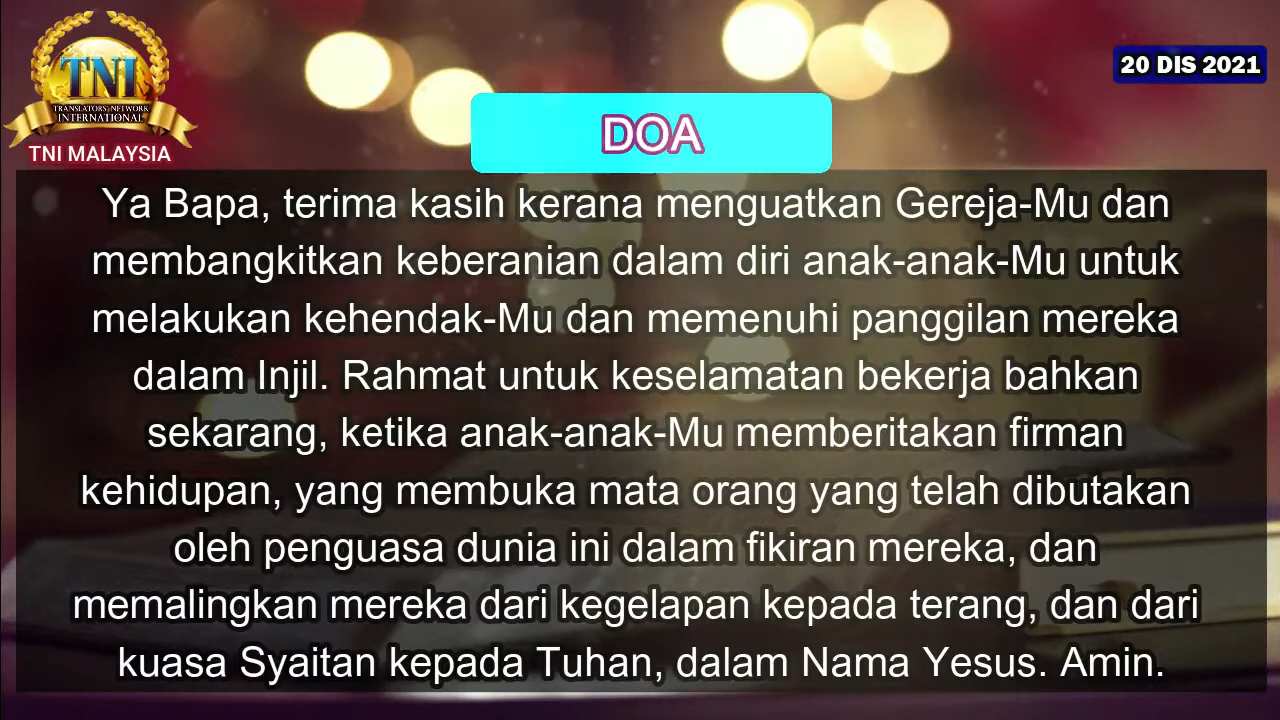 TNI
TRANSLATORS' NETWORK
INTERNATIONAL
TNI MALAYSIA
20 DIS 2021
DOA
Ya Bapa, terima kasih kerana menguatkan Gereja-Mu dan
membangkitkan keberanian dalam diri anak-anak-Mu untuk
melakukan kehendak-Mu dan memenuhi panggilan mereka
dalam Injil. Rahmat untuk keselamatan bekerja bahkan
sekarang, ketika anak-anak-Mu memberitakan firman
kehidupan, yang membuka mata orang yang telah dibutakan
oleh penguasa dunia ini dalam fikiran mereka, dan
memalingkan mereka dari kegelapan kepada terang, dan dari
kuasa Syaitan kepada Tuhan, dalam Nama Yesus. Amin.